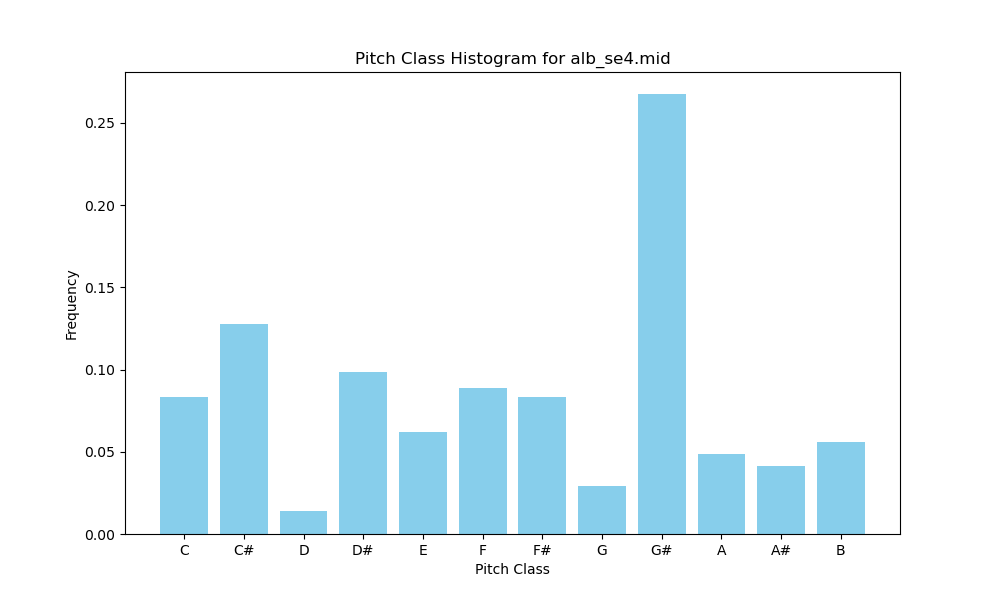 Pitch Class Histogram for alb_se4.mid
Frequency
0.25
0.20
0.15
0.10
0.05
0.00
C C# D D# E F F# G G# A A# B
Pitch Class